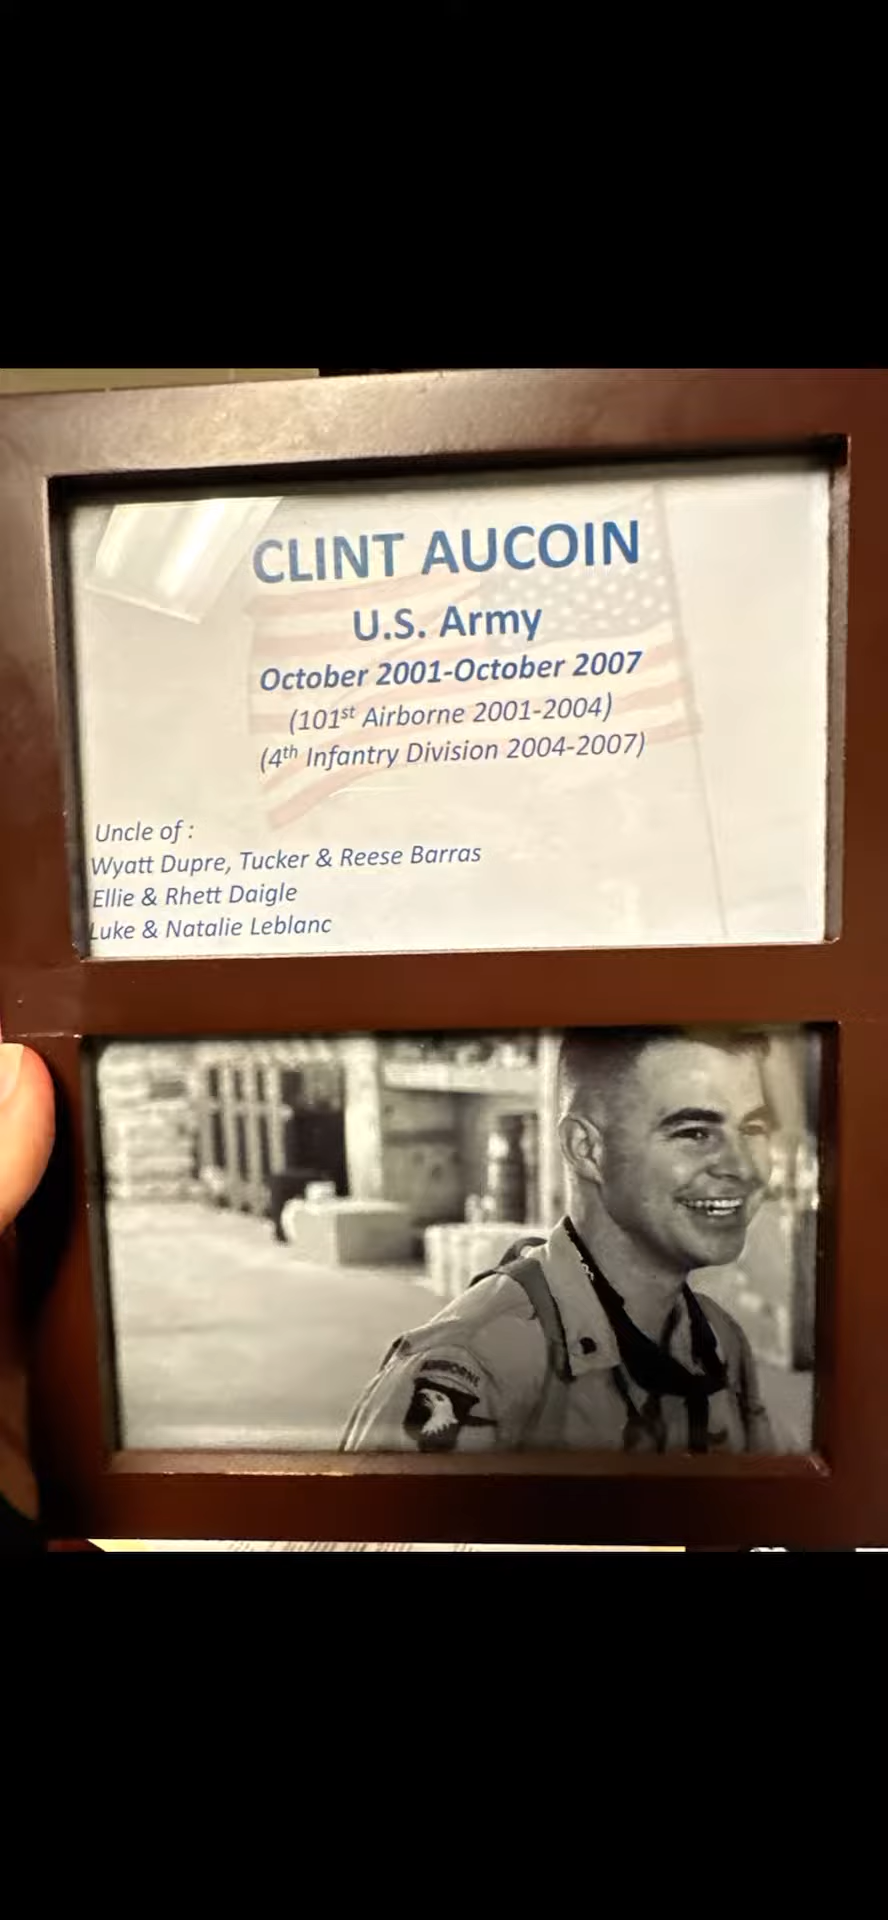 CLINT AUCOIN
U.S. Army
October 2001-October 2007
(101st Airborne 2001-2004)
(4th Infantry Division 2004-2007)
Uncle of :
Wyatt Dupre, Tucker & Reese Barras
Ellie & Rhett Daigle
Luke & Natalie Leblanc
AIRBORNE